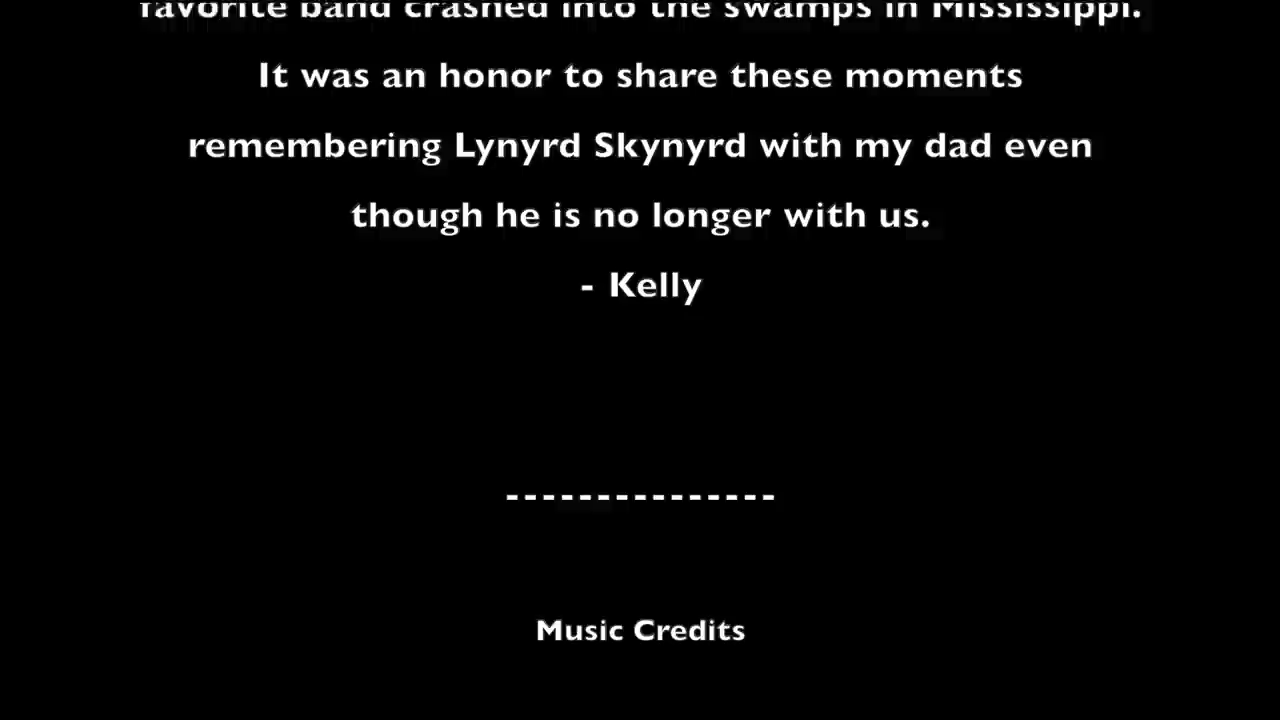 favorite band crashed into the swamps in Mississippi.
It was an honor to share these moments
remembering Lynyrd Skynyrd with my dad even
though he is no longer with us.
- Kelly
---------------
Music Credits